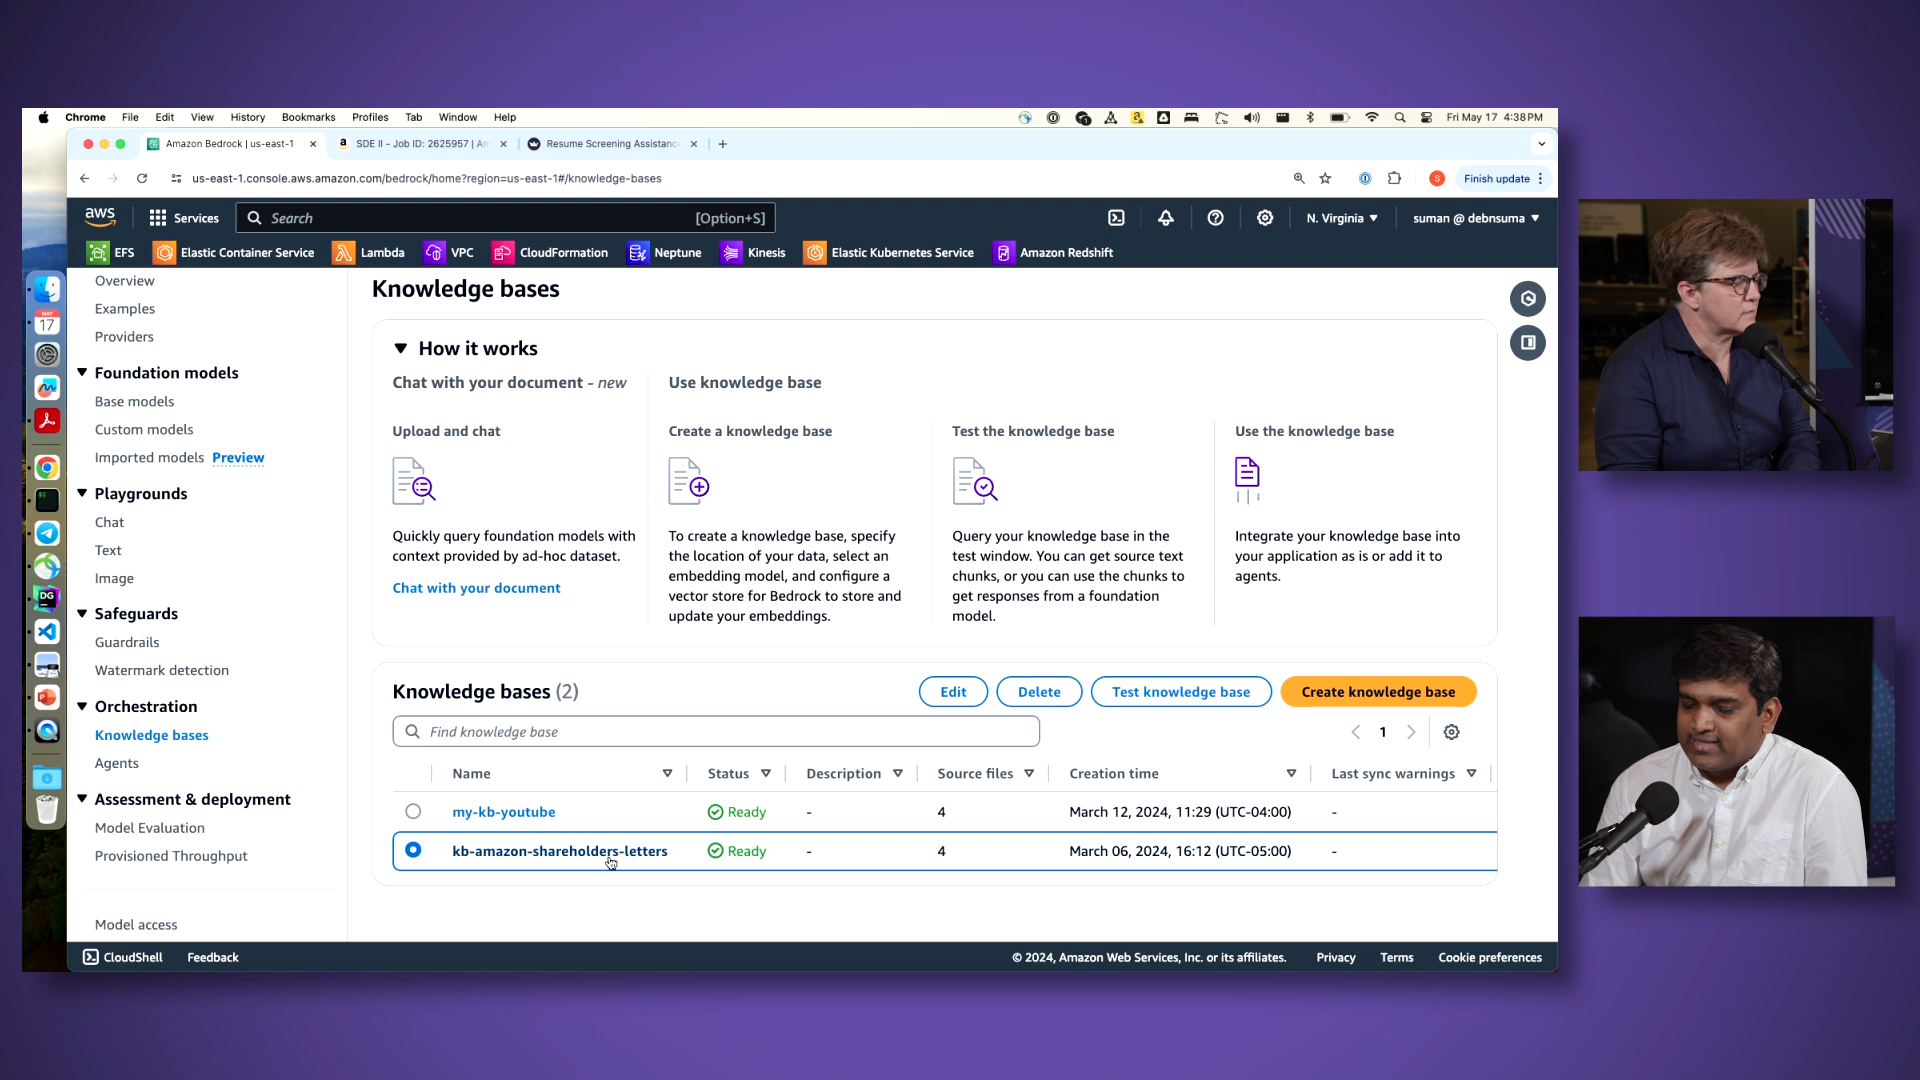 Chrome File Edit View History Bookmarks Profiles Tab Window Help Fri May 17 4:38PM
Amazon Bedrock | us-east-1 SDE II - Job ID: 2625957 | Am Resume Screening Assistanc
us-east-1.console.aws.amazon.com/bedrock/home?region=us-east-1#/knowledge-bases S Finish update
aws Services Search [Option+S] N. Virginia suman @ debnsuma
EFS Elastic Container Service Lambda VPC CloudFormation Neptune Kinesis Elastic Kubernetes Service Amazon Redshift
Overview
Examples
Providers
Foundation models
Base models
Custom models
Imported models Preview
Playgrounds
Chat
Text
Image
Safeguards
Guardrails
Watermark detection
Orchestration
Knowledge bases
Agents
Assessment & deployment
Model Evaluation
Provisioned Throughput
Model access
MAY
17
DG
Knowledge bases
How it works
Chat with your document - new
Upload and chat
Quickly query foundation models with
context provided by ad-hoc dataset.
Chat with your document
Use knowledge base
Create a knowledge base
To create a knowledge base, specify
the location of your data, select an
embedding model, and configure a
vector store for Bedrock to store and
update your embeddings.
Test the knowledge base
Query your knowledge base in the
test window. You can get source text
chunks, or you can use the chunks to
get responses from a foundation
model.
Use the knowledge base
Integrate your knowledge base into
your application as is or add it to
agents.
Knowledge bases (2) Edit Delete Test knowledge base Create knowledge base
Find knowledge base 1
Name Status Description Source files Creation time Last sync warnings
my-kb-youtube Ready - 4 March 12, 2024, 11:29 (UTC-04:00) -
kb-amazon-shareholders-letters Ready - 4 March 06, 2024, 16:12 (UTC-05:00) -
CloudShell Feedback © 2024, Amazon Web Services, Inc. or its affiliates. Privacy Terms Cookie preferences